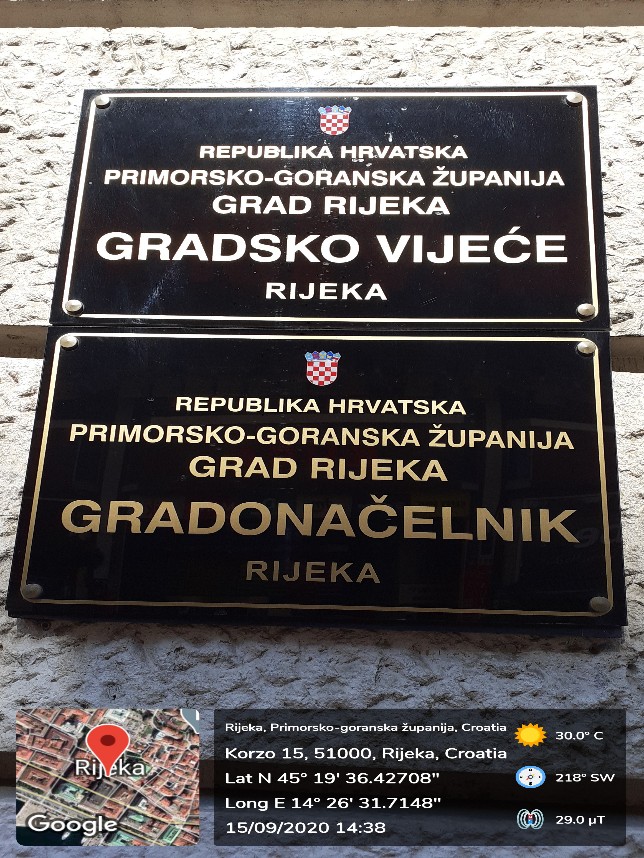 REPUBLIKA HRVATSKA
PRIMORSKO-GORANSKA ŽUPANIJA
GRAD RIJEKA
GRADSKO VIJEĆE
RIJEKA
REPUBLIKA HRVATSKA
PRIMORSKO-GORANSKA ŽUPANIJA
GRAD RIJEKA
GRADONAČELNIK
RIJEKA
Rijeka
Google
Rijeka, Primorsko-goranska županija, Croatia
Korzo 15, 51000, Rijeka, Croatia
Lat N 45° 19' 36.42708"
Long E 14° 26' 31.7148"
15/09/2020 14:38
30.0° C
218° SW
29.0 µT